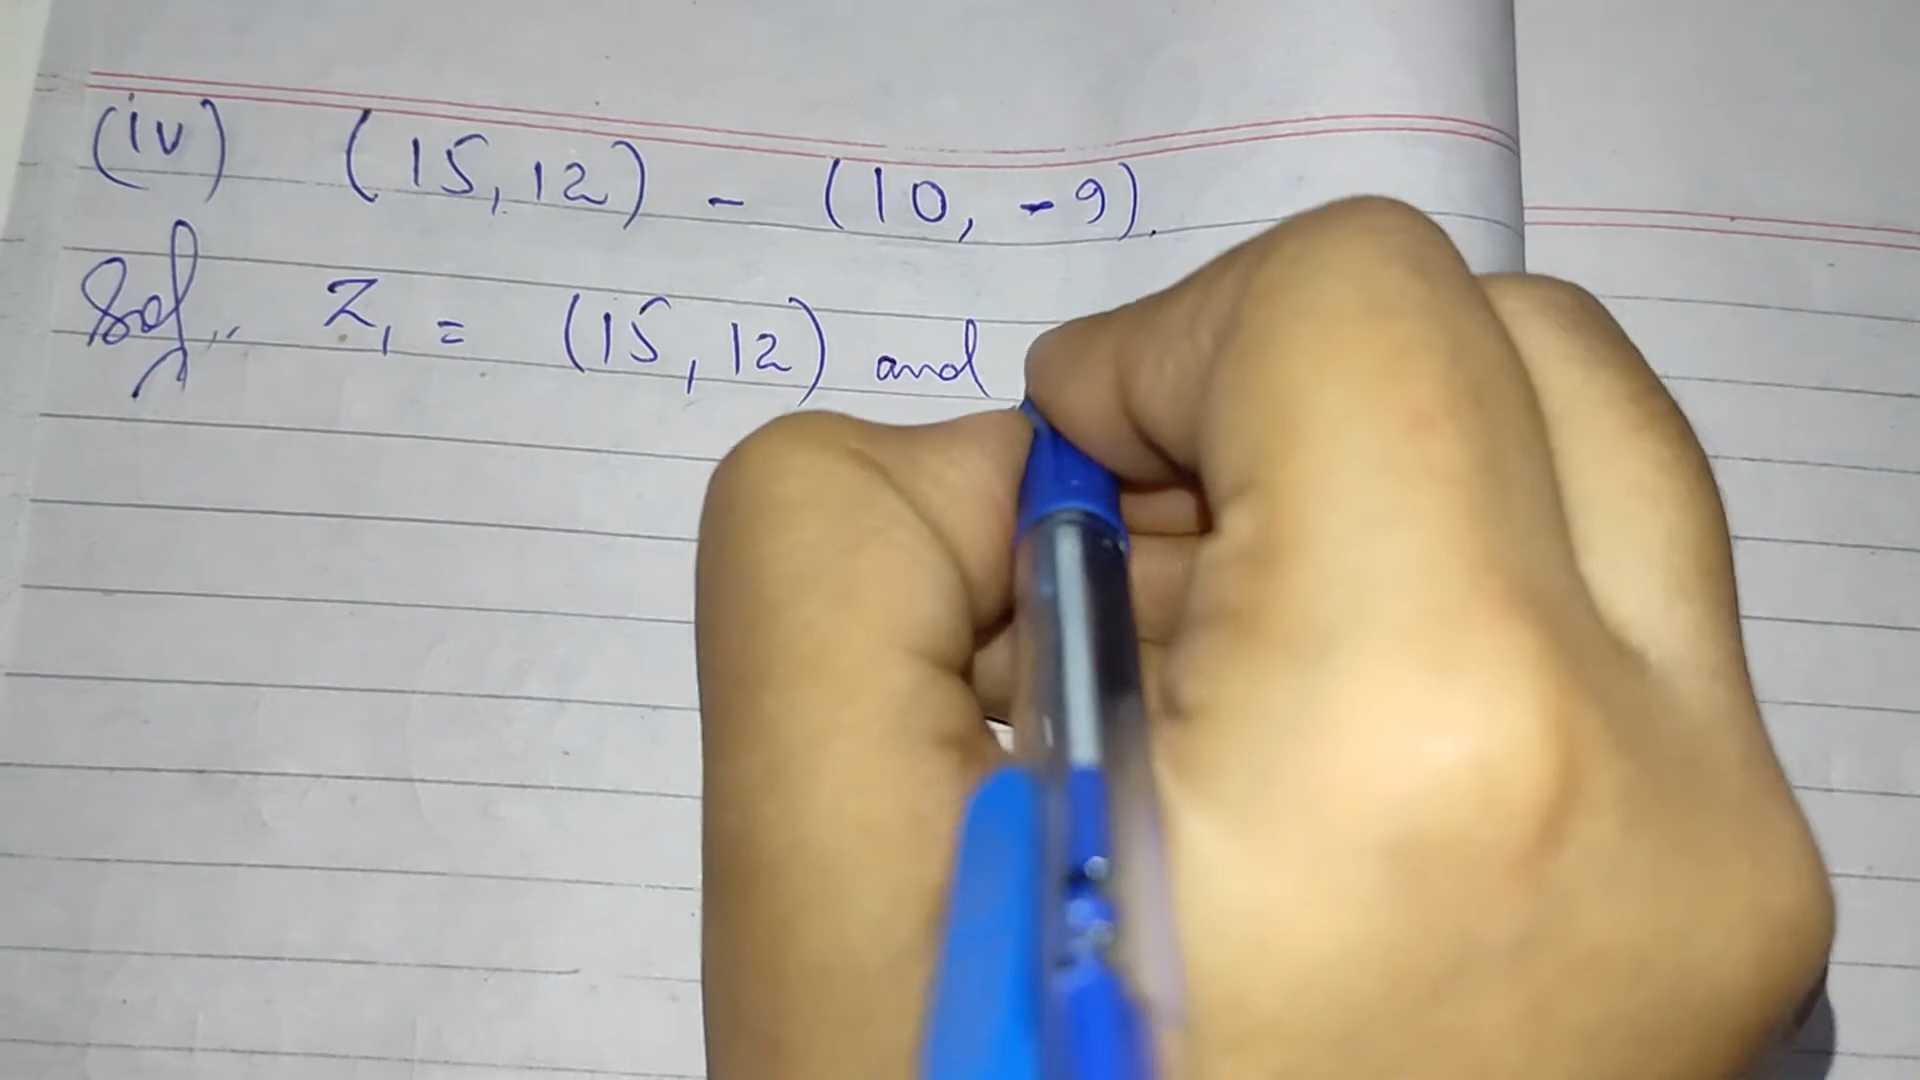 (iv) (15, 12) - (10, -9).
Sol,, Z₁ = (15, 12) and